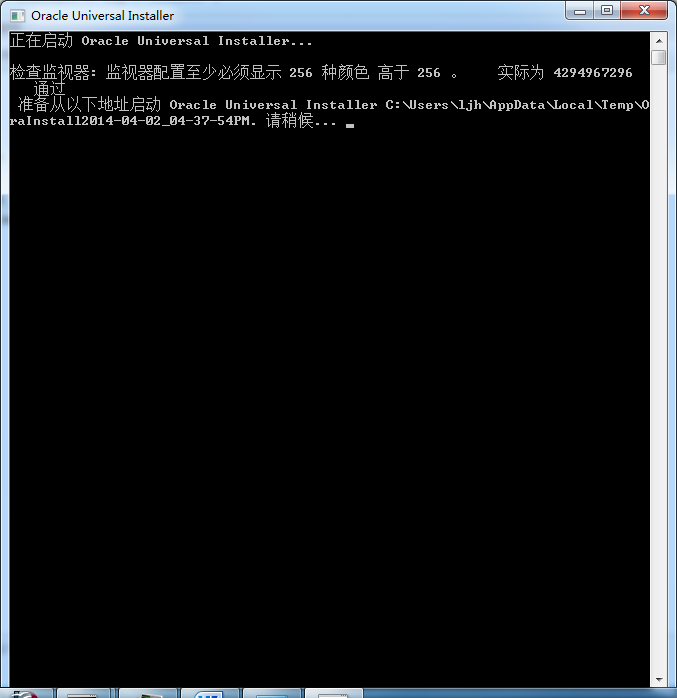 Oracle Universal Installer
正在启动 Oracle Universal Installer...
检查监视器: 监视器配置至少必须显示 256 种颜色 高于 256 。 实际为 4294967296
通过
准备从以下地址启动 Oracle Universal Installer C:\Users\ljh\AppData\Local\Temp\O
raInstall2014-04-02_04-37-54PM. 请稍候...